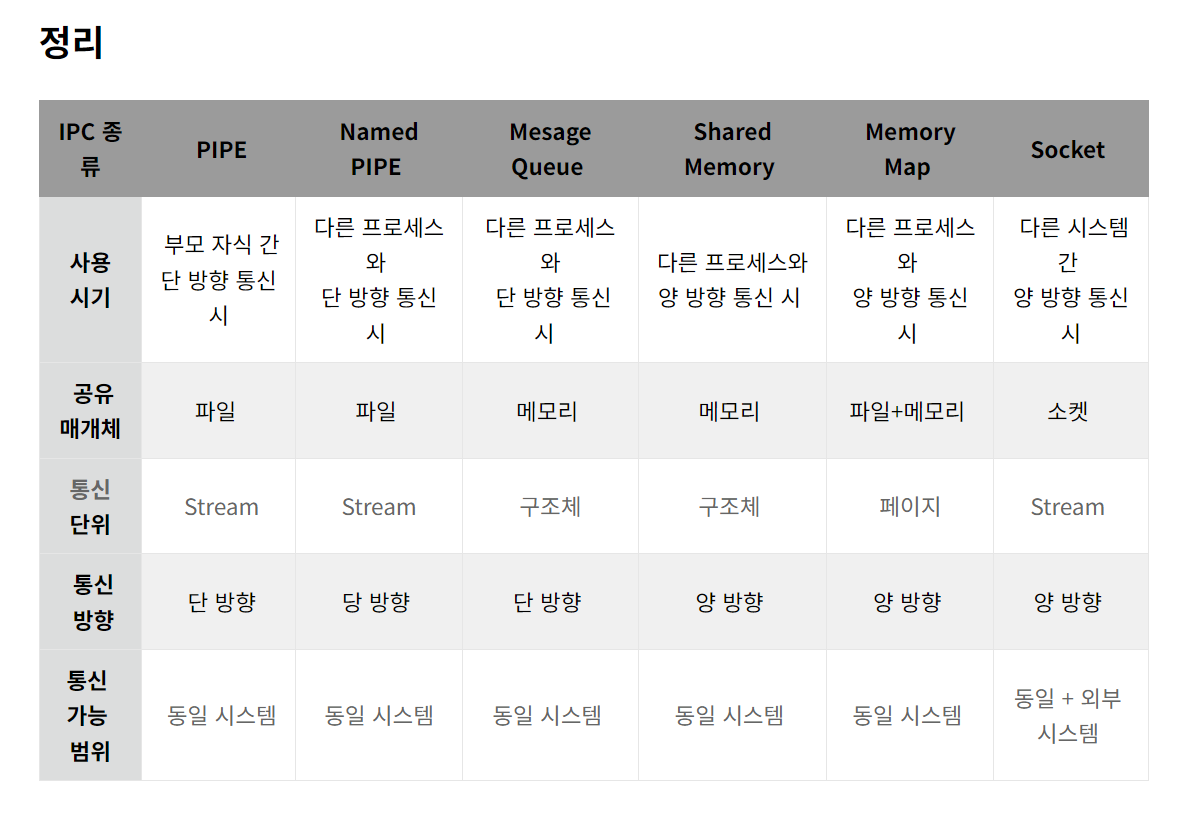 정리
IPC 종
류
PIPE
Named
PIPE
Mesage
Queue
Shared
Memory
Memory
Map
Socket
사용
시기
부모 자식 간
단 방향 통신
시
다른 프로세스
와
단 방향 통신
시
다른 프로세스
와
단 방향 통신
시
다른 프로세스와
양 방향 통신 시
다른 프로세스
와
양 방향 통신
시
다른 시스템
간
양 방향 통신
시
공유
매개체
파일
파일
메모리
메모리
파일+메모리
소켓
통신
단위
Stream
Stream
구조체
구조체
페이지
Stream
통신
방향
단 방향
당 방향
단 방향
양 방향
양 방향
양 방향
통신
가능
범위
동일 시스템
동일 시스템
동일 시스템
동일 시스템
동일 시스템
동일 + 외부
시스템